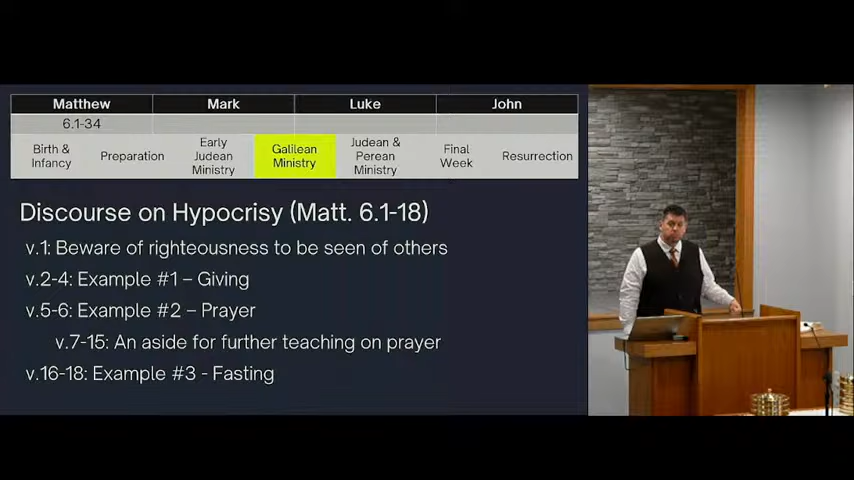 Matthew Mark Luke John
6.1-34
Birth & Infancy Preparation Early Judean Ministry Galilean Ministry Judean & Perean Ministry Final Week Resurrection
Discourse on Hypocrisy (Matt. 6.1-18)
v.1: Beware of righteousness to be seen of others
v.2-4: Example #1 – Giving
v.5-6: Example #2 – Prayer
v.7-15: An aside for further teaching on prayer
v.16-18: Example #3 - Fasting